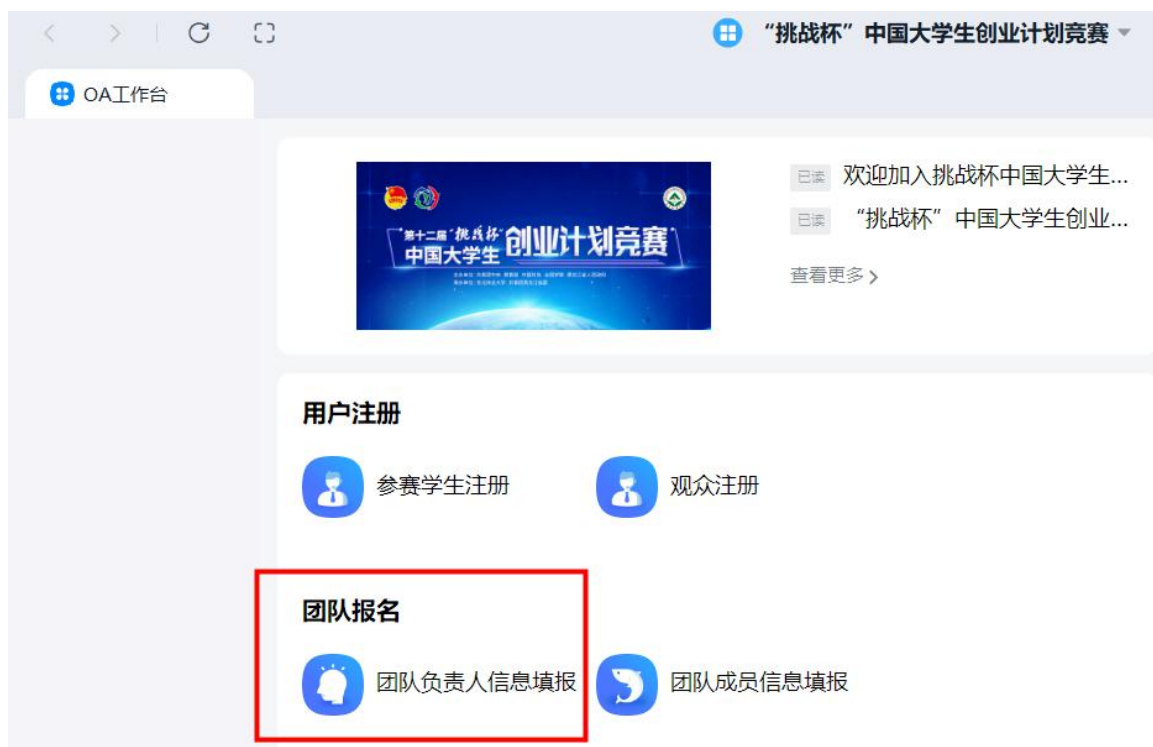 “挑战杯”中国大学生创业计划竞赛
OA工作台
已读 欢迎加入挑战杯中国大学生...
已读 “挑战杯”中国大学生创业...
查看更多
第十二届“挑战杯”
中国大学生创业计划竞赛
用户注册
参赛学生注册 观众注册
团队报名
团队负责人信息填报 团队成员信息填报